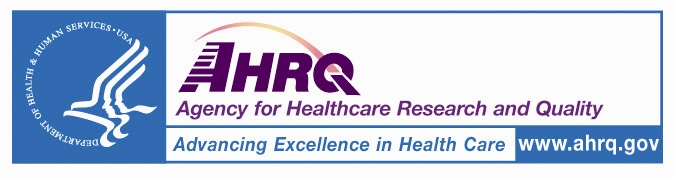 DEPARTMENT OF HEALTH & HUMAN SERVICES • USA
AHRQ
Agency for Healthcare Research and Quality
Advancing Excellence in Health Care
www.ahrq.gov